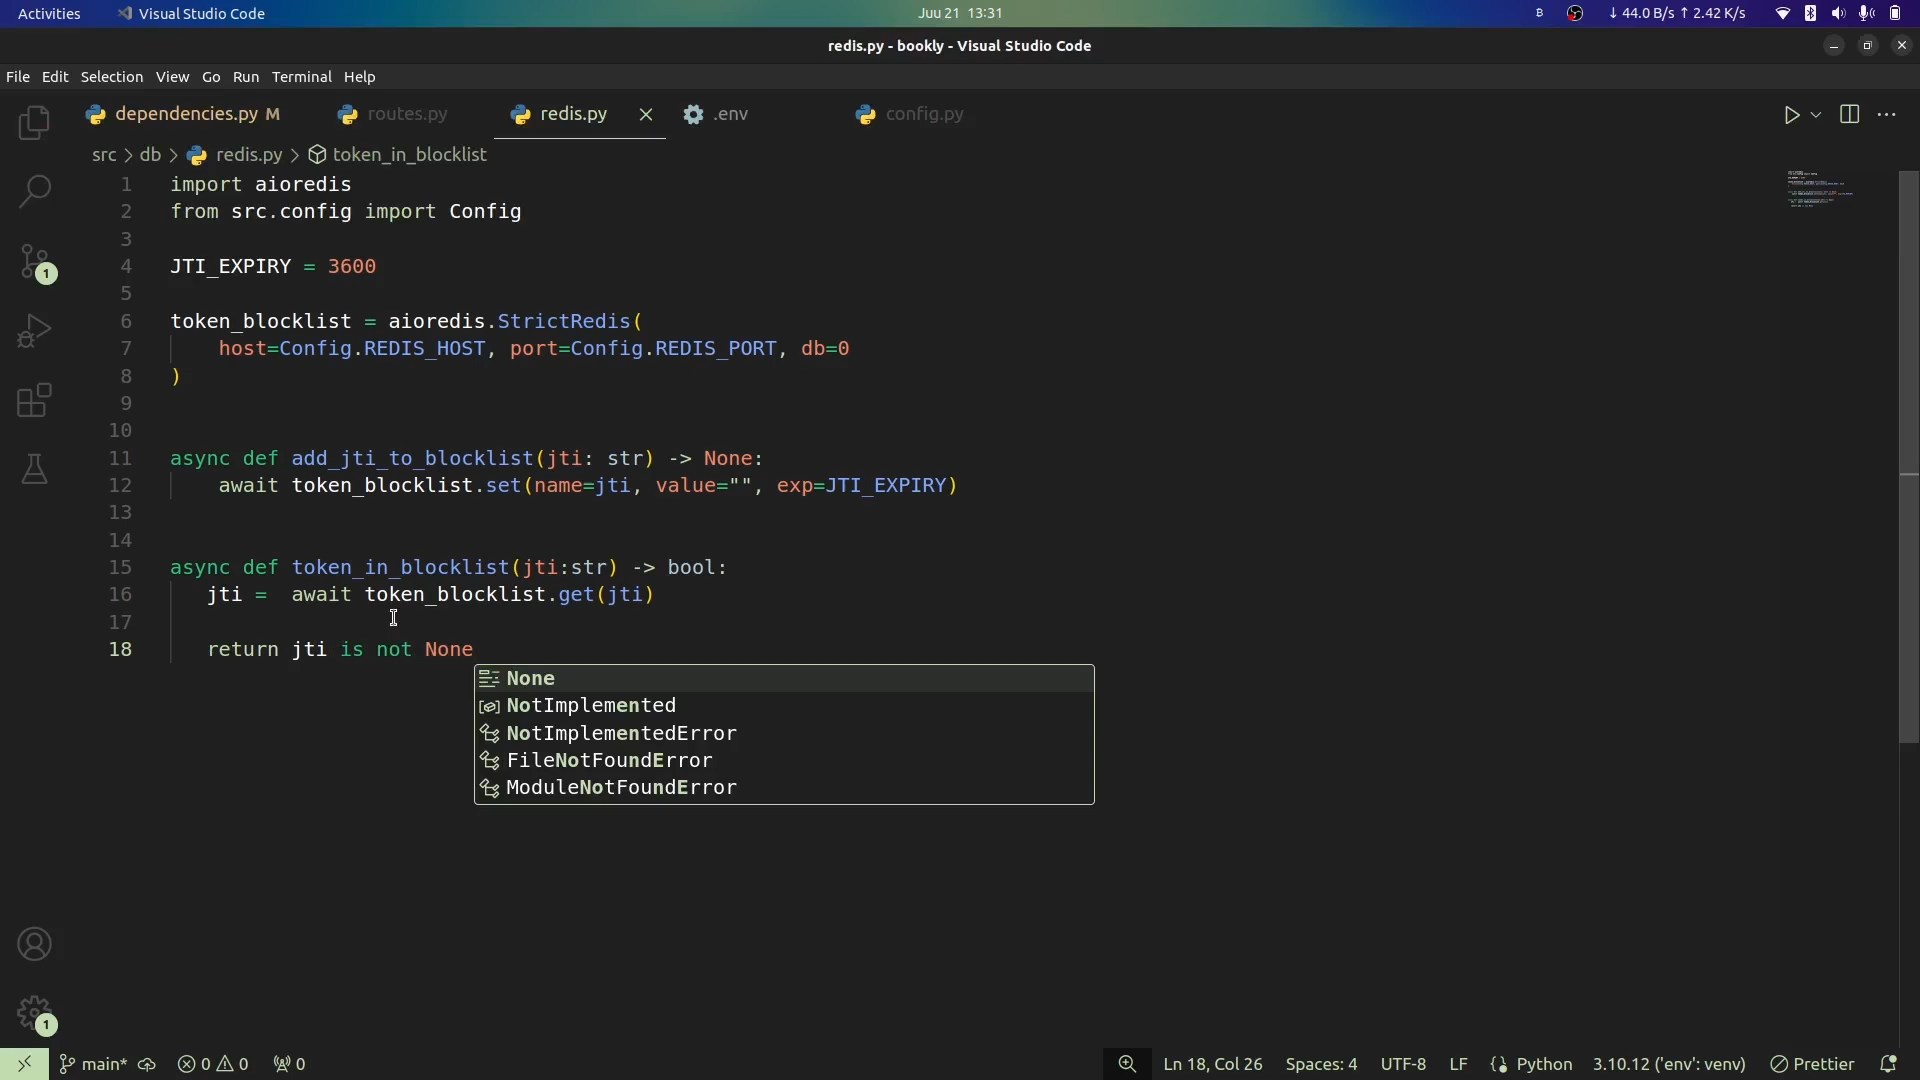 Activities Visual Studio Code Juu 21 13:31 ↓ 44.0 B/s ↑ 2.42 K/s
redis.py - bookly - Visual Studio Code
File Edit Selection View Go Run Terminal Help
dependencies.py M routes.py redis.py .env config.py
src > db > redis.py > token_in_blocklist
1 import aioredis
2 from src.config import Config
3
4 JTI_EXPIRY = 3600
5
6 token_blocklist = aioredis.StrictRedis(
7 host=Config.REDIS_HOST, port=Config.REDIS_PORT, db=0
8 )
9
10
11 async def add_jti_to_blocklist(jti: str) -> None:
12 await token_blocklist.set(name=jti, value="", exp=JTI_EXPIRY)
13
14
15 async def token_in_blocklist(jti:str) -> bool:
16 jti =  await token_blocklist.get(jti)
17
18 return jti is not None
None
NotImplemented
NotImplementedError
FileNotFoundError
ModuleNotFoundError
1
1
main* 0 0 0 Ln 18, Col 26 Spaces: 4 UTF-8 LF Python 3.10.12 ('env': venv) Prettier